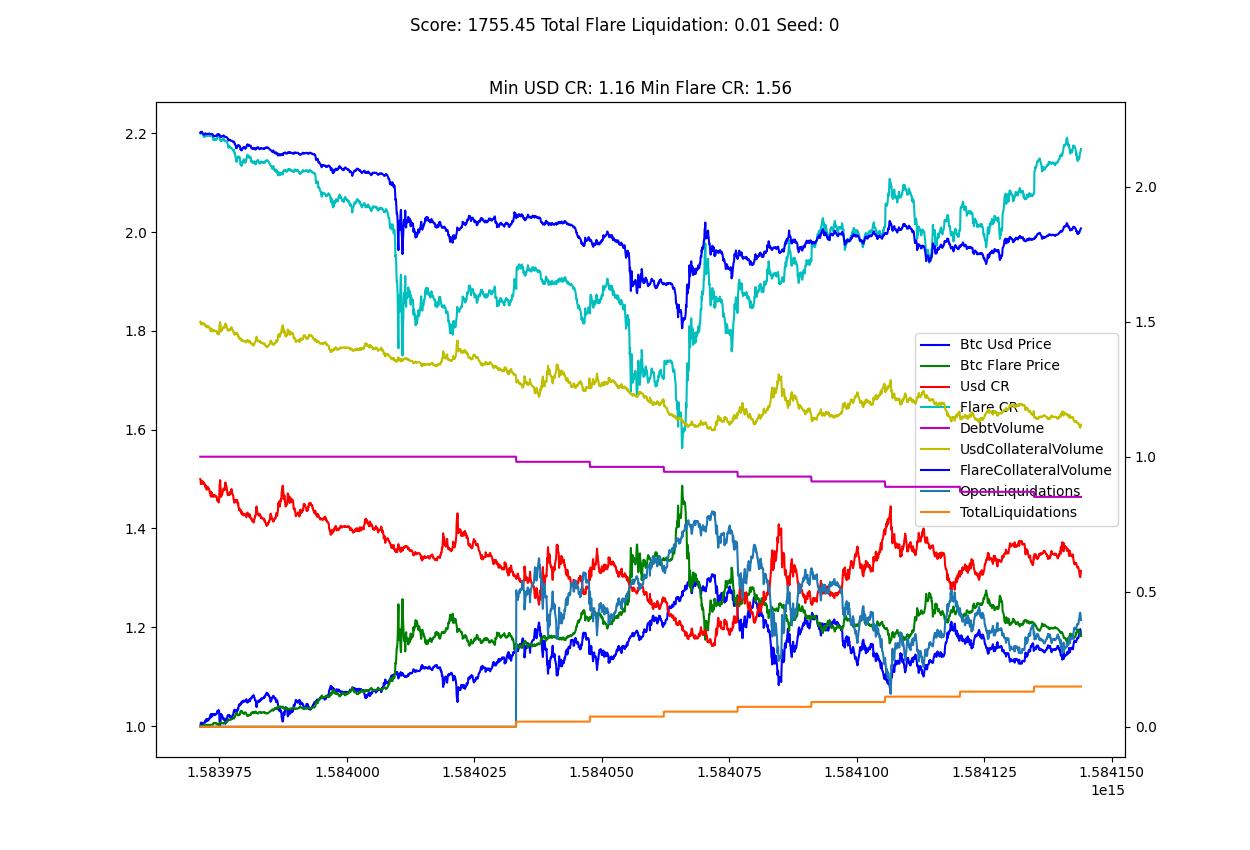 Score: 1755.45 Total Flare Liquidation: 0.01 Seed: 0
Min USD CR: 1.16 Min Flare CR: 1.56
2.2
2.0
1.8
1.6
1.4
1.2
1.0
2.0
1.5
1.0
0.5
0.0
Btc Usd Price
Btc Flare Price
Usd CR
Flare CR
DebtVolume
UsdCollateralVolume
FlareCollateralVolume
OpenLiquidations
TotalLiquidations
1.583975 1.584000 1.584025 1.584050 1.584075 1.584100 1.584125 1.584150
1e15